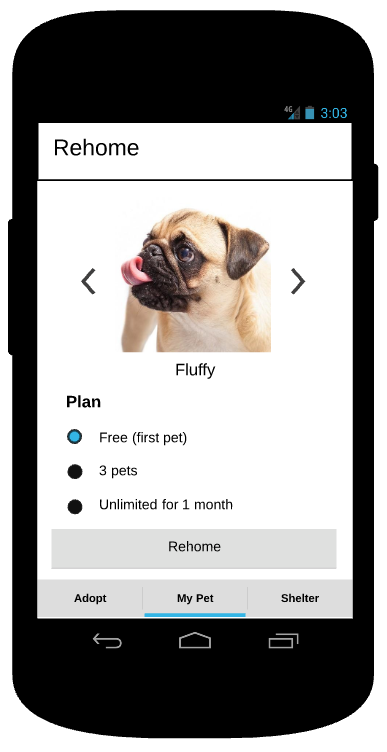 4G 3:03
Rehome
Fluffy
Plan
Free (first pet)
3 pets
Unlimited for 1 month
Rehome
Adopt My Pet Shelter